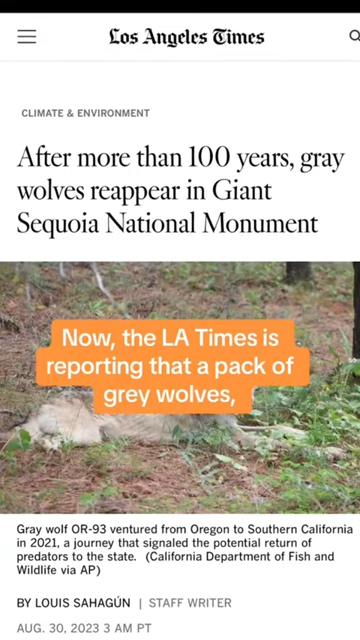 Los Angeles Times
CLIMATE & ENVIRONMENT
After more than 100 years, gray
wolves reappear in Giant
Sequoia National Monument
Now, the LA Times is
reporting that a pack of
grey wolves,
Gray wolf OR-93 ventured from Oregon to Southern California
in 2021, a journey that signaled the potential return of
predators to the state. (California Department of Fish and
Wildlife via AP)
BY LOUIS SAHAGÚN | STAFF WRITER
AUG. 30, 2023 3 AM PT